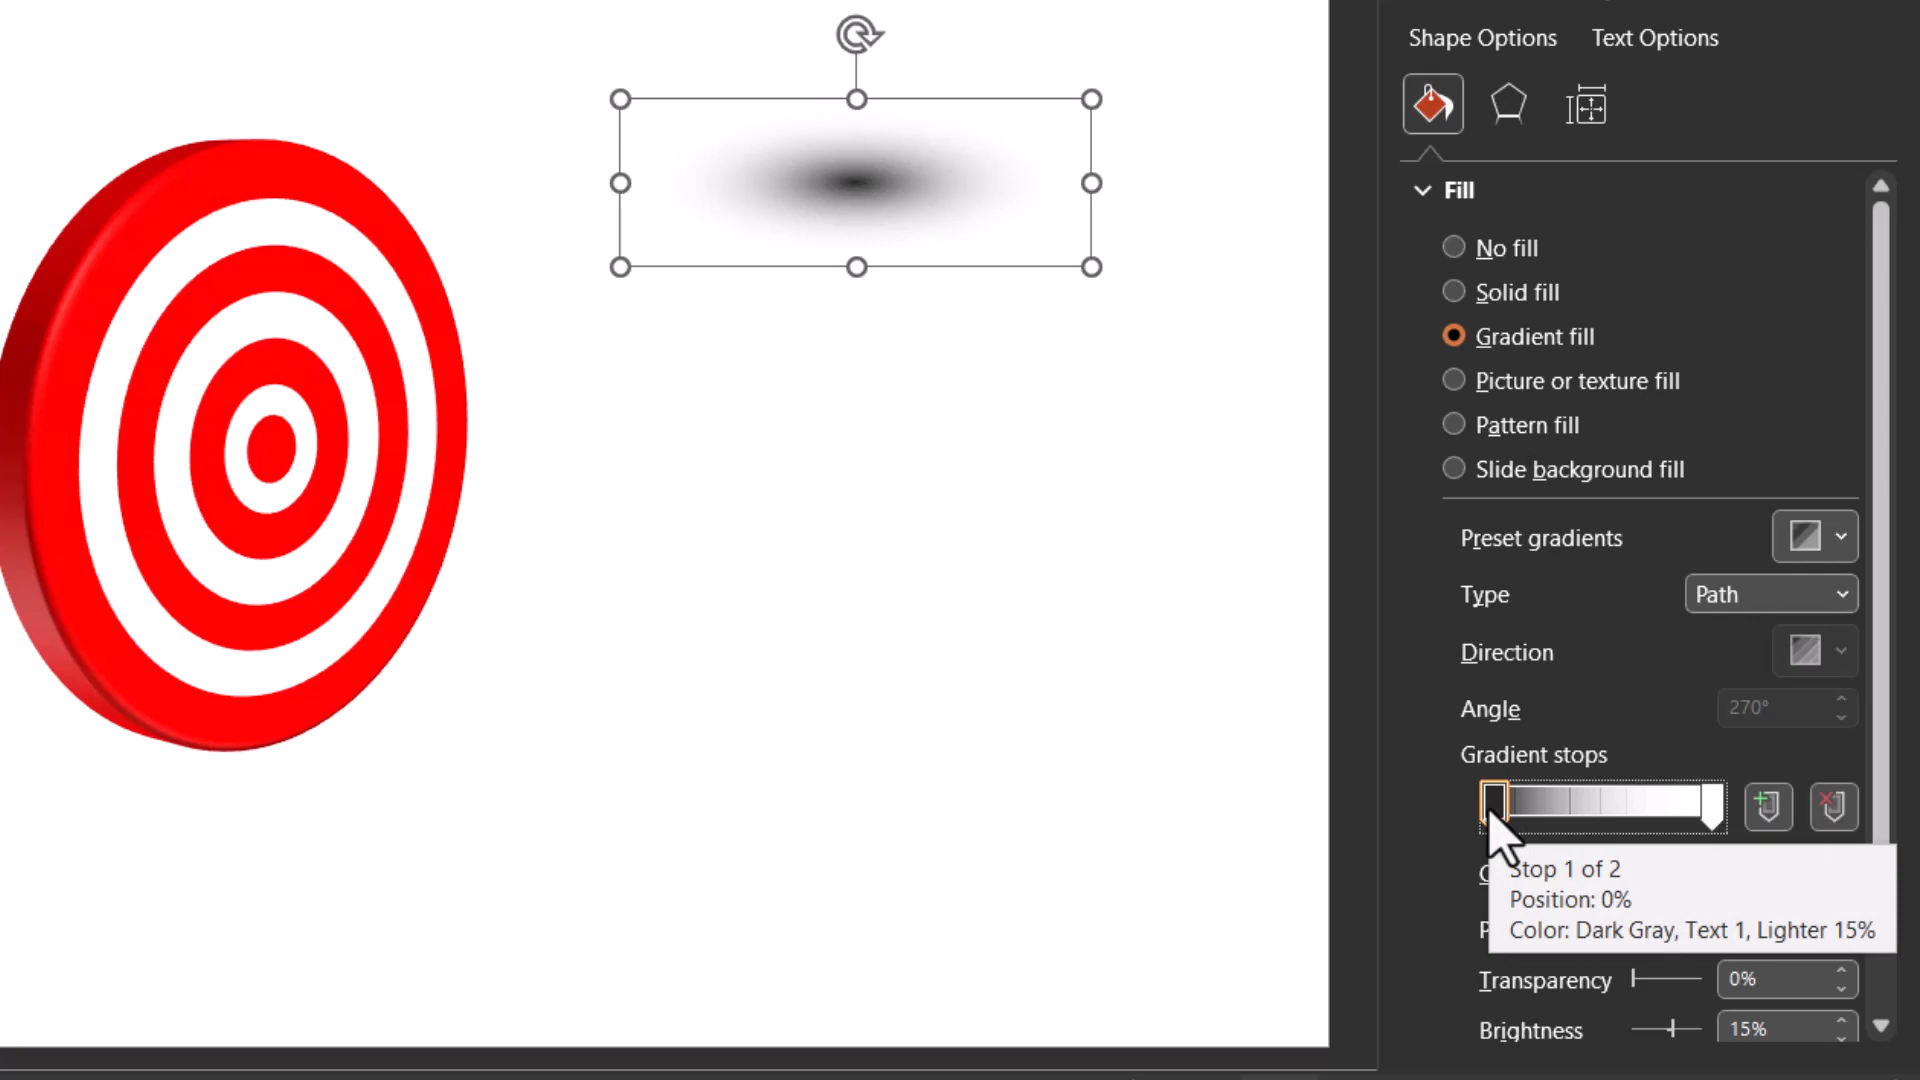 Shape Options Text Options
Fill
No fill
Solid fill
Gradient fill
Picture or texture fill
Pattern fill
Slide background fill
Preset gradients
Type Path
Direction
Angle 270°
Gradient stops
Stop 1 of 2
Position: 0%
Color: Dark Gray, Text 1, Lighter 15%
Transparency 0%
Brightness 15%